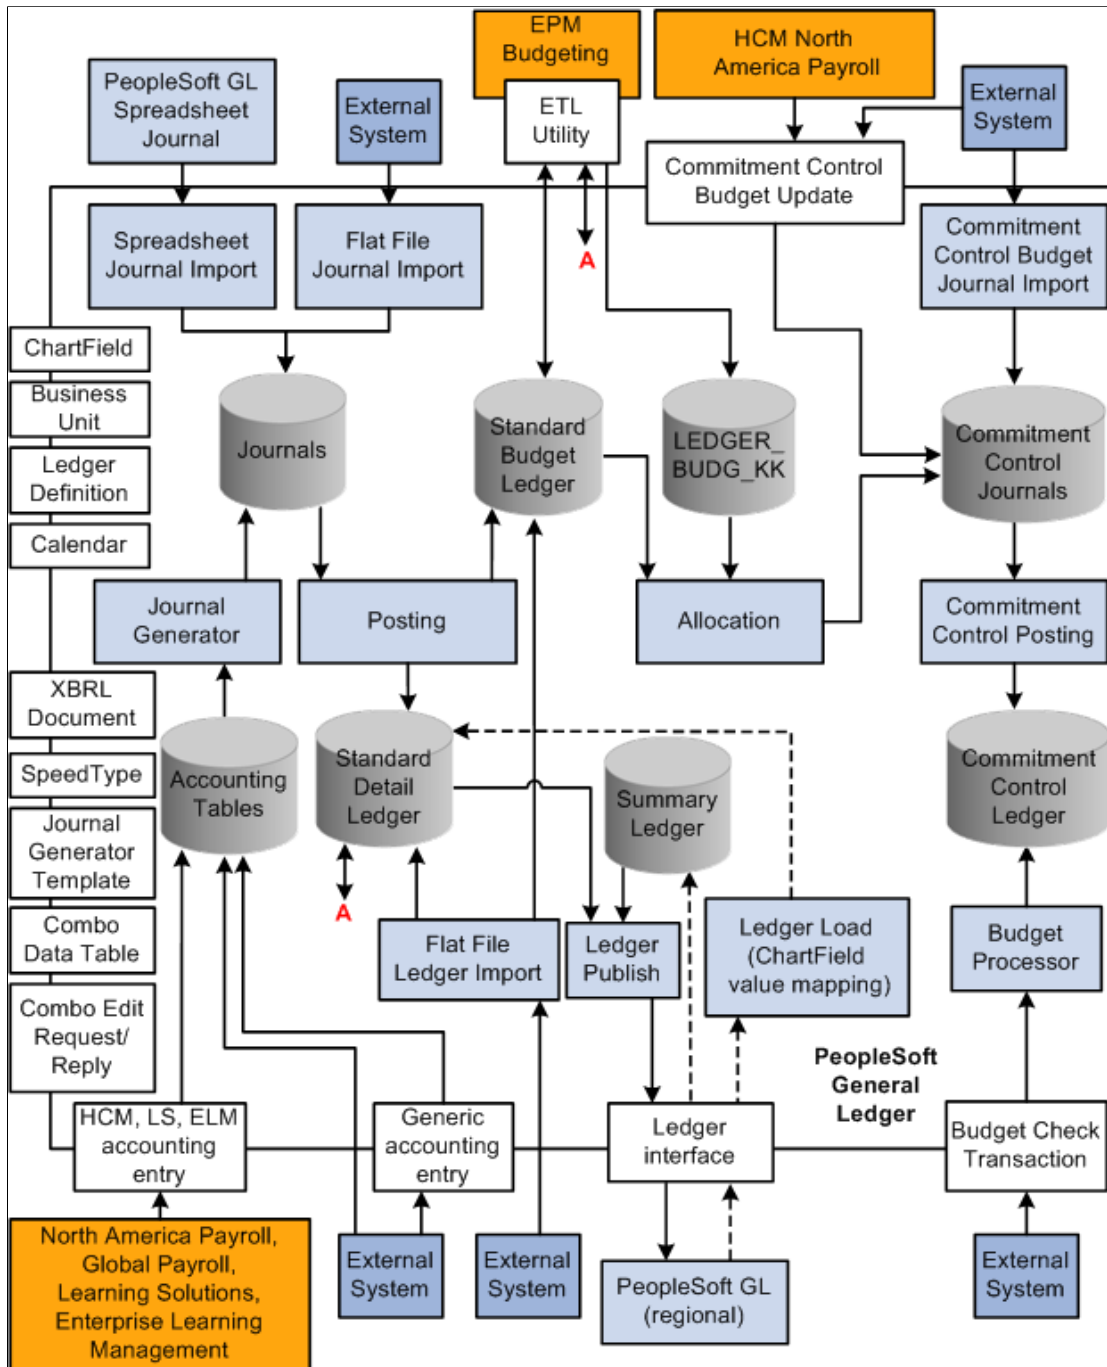 EPM
Budgeting
HCM North
America Payroll
PeopleSoft GL
Spreadsheet
Journal
External
System
ETL
Utility
External
System
Commitment Control
Budget Update
Spreadsheet
Journal Import
Flat File
Journal Import
A
Commitment
Control Budget
Journal Import
ChartField
Business
Unit
Ledger
Definition
Calendar
Journals
Standard
Budget
Ledger
LEDGER_
BUDG_KK
Commitment
Control
Journals
Journal
Generator
Posting
Allocation
Commitment
Control Posting
XBRL
Document
SpeedType
Journal
Generator
Template
Combo
Data Table
Combo Edit
Request/
Reply
Accounting
Tables
Standard
Detail
Ledger
Summary
Ledger
Commitment
Control
Ledger
A
Flat File
Ledger Import
Ledger
Publish
Ledger Load
(ChartField
value mapping)
Budget
Processor
PeopleSoft
General
Ledger
HCM, LS, ELM
accounting
entry
Generic
accounting
entry
Ledger
interface
Budget Check
Transaction
North America Payroll,
Global Payroll,
Learning Solutions,
Enterprise Learning
Management
External
System
External
System
PeopleSoft GL
(regional)
External
System